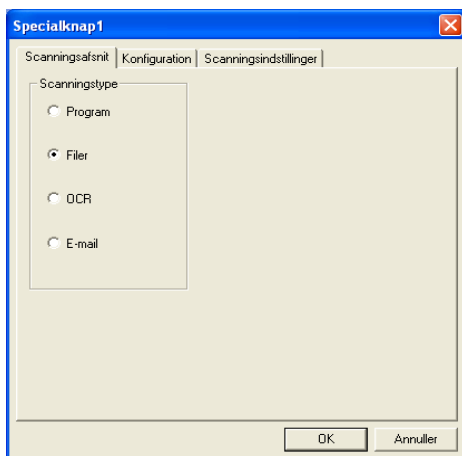 Specialknap1
Scanningsafsnit Konfiguration Scanningsindstillinger
Scanningstype
Program
Filer
OCR
E-mail
OK Annuller